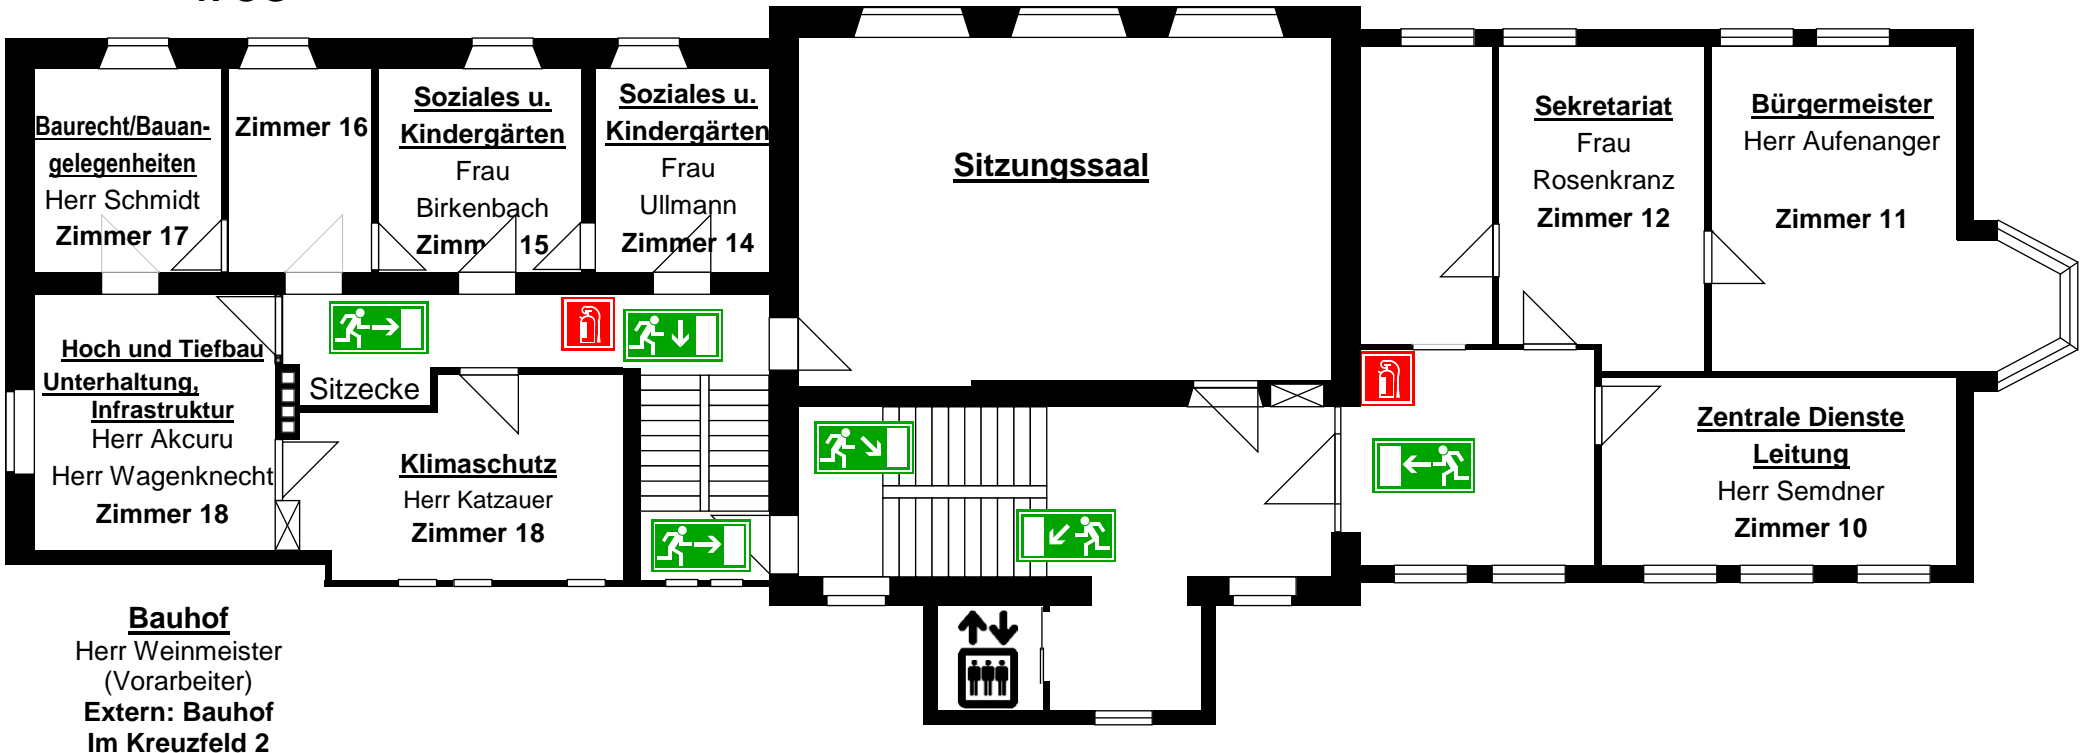 Baurecht/Bauan-
gelegenheiten
Herr Schmidt
Zimmer 17
Zimmer 16
Soziales u.
Kindergärten
Frau
Birkenbach
Zimm 15
Soziales u.
Kindergärten
Frau
Ullmann
Zimmer 14
Sitzungssaal
Sekretariat
Frau
Rosenkranz
Zimmer 12
Bürgermeister
Herr Aufenanger
Zimmer 11
Hoch und Tiefbau
Unterhaltung,
Infrastruktur
Herr Akcuru
Herr Wagenknecht
Zimmer 18
Sitzecke
Klimaschutz
Herr Katzauer
Zimmer 18
Zentrale Dienste
Leitung
Herr Semdner
Zimmer 10
Bauhof
Herr Weinmeister
(Vorarbeiter)
Extern: Bauhof
Im Kreuzfeld 2